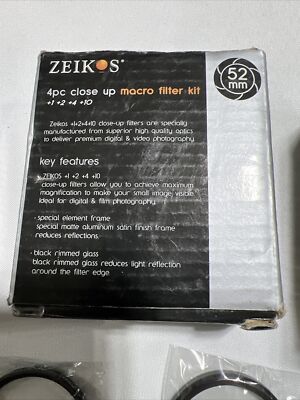 ZEIKOS®
4pc close up macro filter kit
+1 +2 +4 +10
52
mm
Zeikos +1+2+4+10 close-up filters are specially
manufactured from superior high quality optics
to deliver premium digital & video photography
key features
· ZEIKOS +1 +2 +4 +10
close-up filters allow you to achieve maximum
magnification to make your small image visible
Ideal for digital & film photography.
· special element frame
special matte aluminum satin finish frame
reduces reflections.
· black rimmed glass
black rimmed glass reduces light reflection
around the filter edge